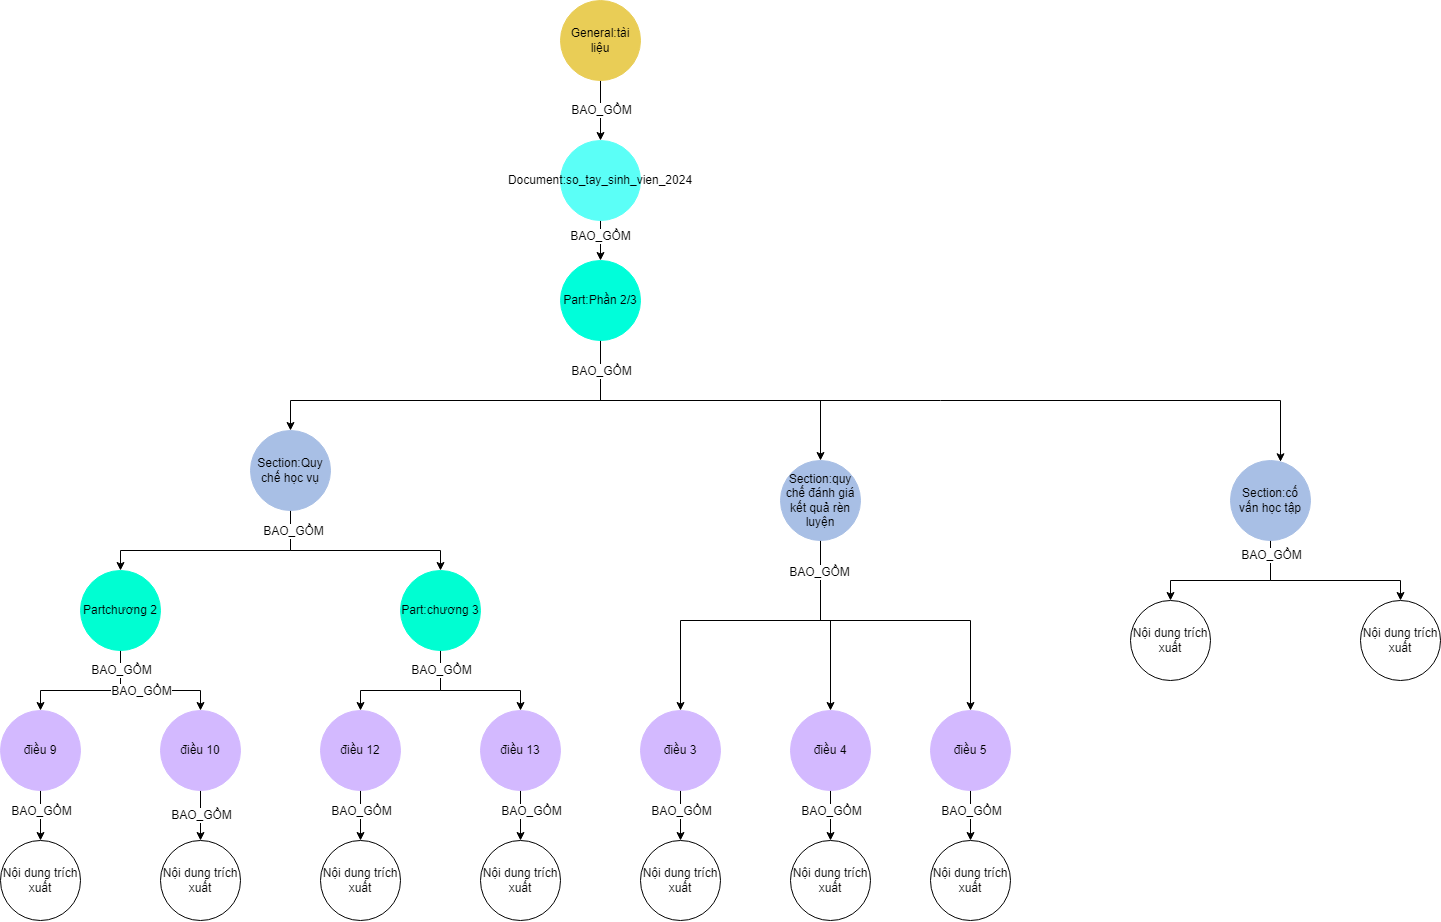 General:tài
liệu
BAO_GỒM
Document:so_tay_sinh_vien_2024
BAO_GỒM
Part:Phần 2/3
BAO_GỒM
Section:Quy
chế học vụ
Section:quy
chế đánh giá
kết quả rèn
luyện
Section:cố
vấn học tập
BAO_GỒM
BAO_GỒM
BAO_GỒM
Partchương 2
Part:chương 3
Nội dung trích
xuất
Nội dung trích
xuất
BAO_GỒM
BAO_GỒM
BAO_GỒM
điều 9
điều 10
điều 12
điều 13
điều 3
điều 4
điều 5
BAO_GỒM
BAO_GỒM
BAO_GỒM
BAO_GỒM
BAO_GỒM
BAO_GỒM
BAO_GỒM
Nội dung trích
xuất
Nội dung trích
xuất
Nội dung trích
xuất
Nội dung trích
xuất
Nội dung trích
xuất
Nội dung trích
xuất
Nội dung trích
xuất